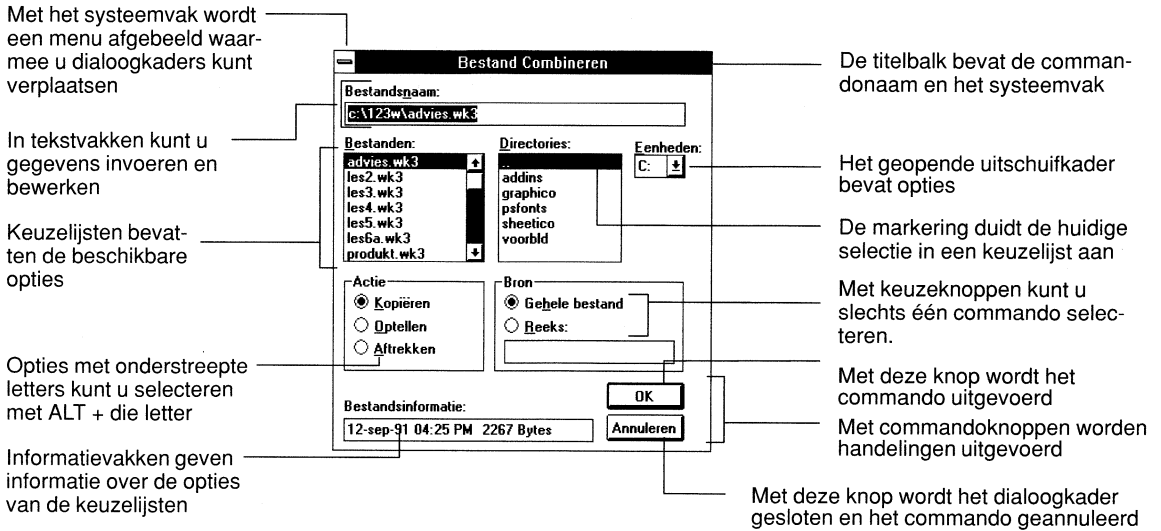 Met het systeemvak wordt
een menu afgebeeld waar-
mee u dialoogkaders kunt
verplaatsen
In tekstvakken kunt u
gegevens invoeren en
bewerken
Keuzelijsten bevat-
ten de beschikbare
opties
Opties met onderstreepte
letters kunt u selecteren
met ALT + die letter
Informatievakken geven
informatie over de opties
van de keuzelijsten
Bestand Combineren
Bestandsnaam:
c:\123w\advies.wk3
Bestanden:
advies.wk3
les2.wk3
les3.wk3
les4.wk3
les5.wk3
les6a.wk3
produkt.wk3
Directories:
..
addins
graphico
psfonts
sheetico
voorbld
Eenheden:
C:
Actie
Kopiëren
Optellen
Aftrekken
Bron
Gehele bestand
Reeks:
Bestandsinformatie:
12-sep-91 04:25 PM 2267 Bytes
OK
Annuleren
De titelbalk bevat de comman-
donaam en het systeemvak
Het geopende uitschuifkader
bevat opties
De markering duidt de huidige
selectie in een keuzelijst aan
Met keuzeknoppen kunt u
slechts één commando selec-
teren.
Met deze knop wordt het
commando uitgevoerd
Met commandoknoppen worden
handelingen uitgevoerd
Met deze knop wordt het dialoogkader
gesloten en het commando geannuleerd